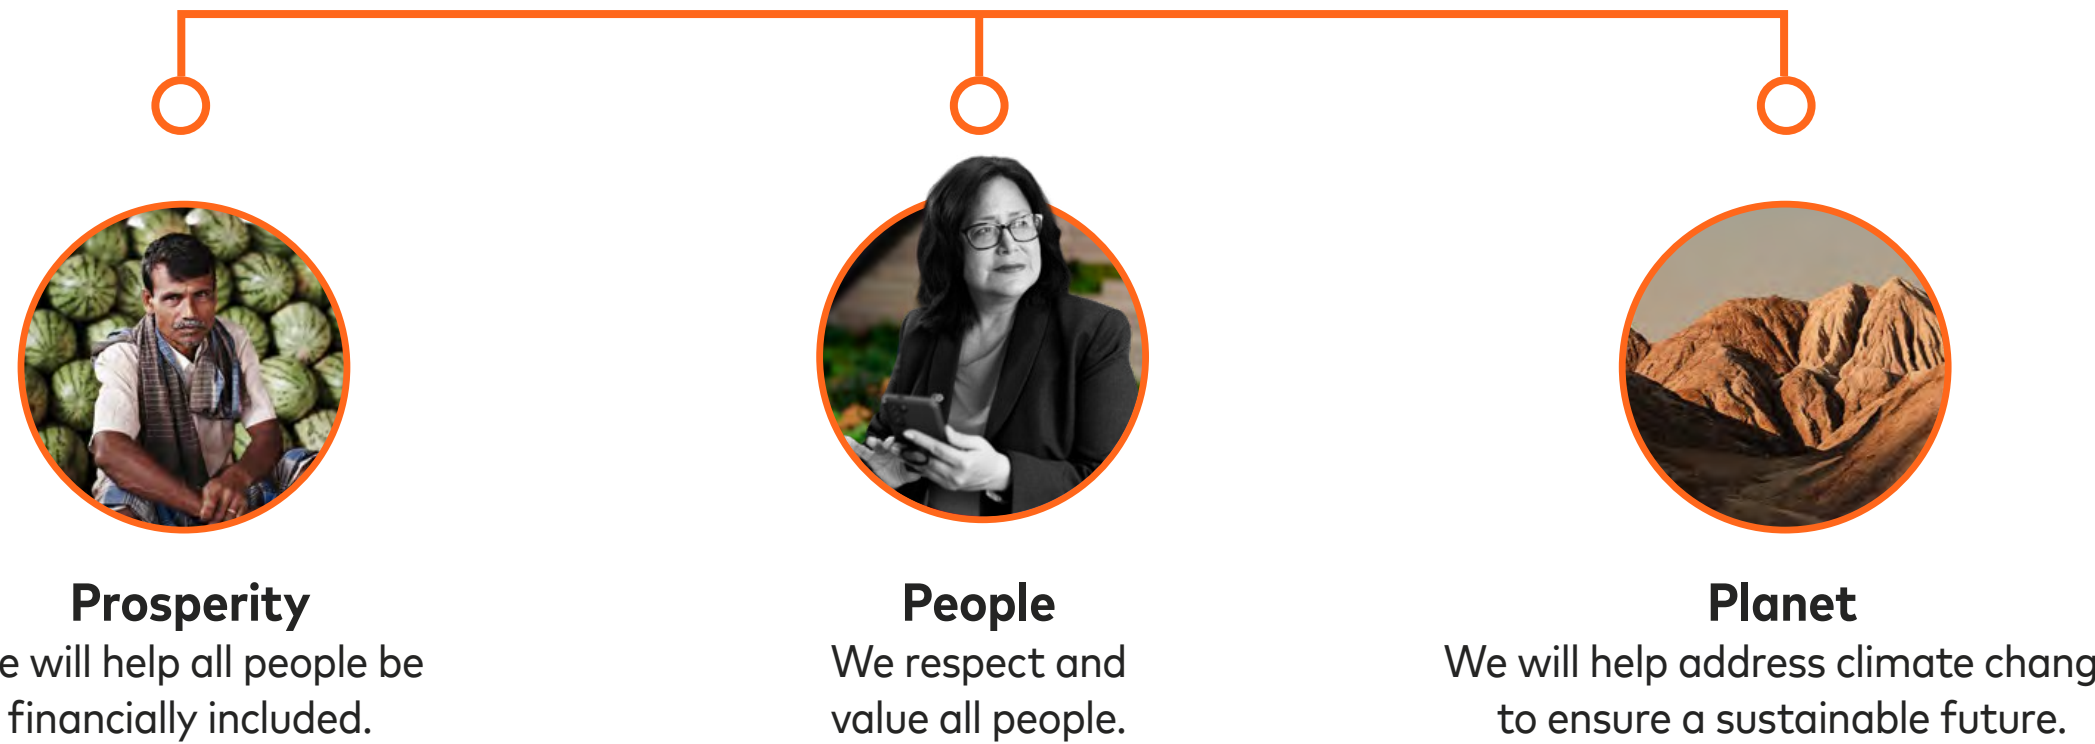 Prosperity
e will help all people be
financially included.
People
We respect and
value all people.
Planet
We will help address climate chang
to ensure a sustainable future.